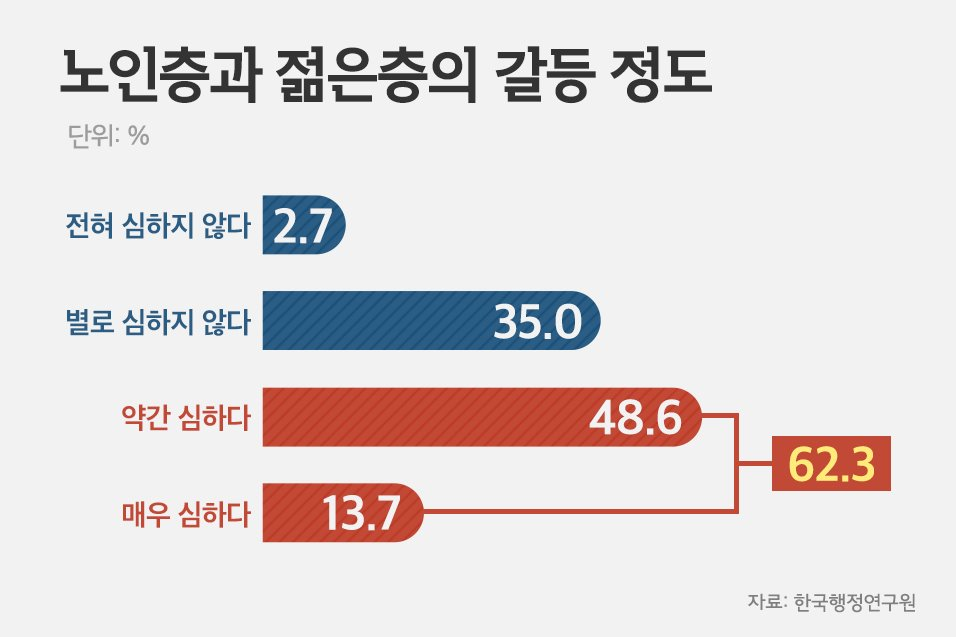 노인층과 젊은층의 갈등 정도
단위: %
전혀 심하지 않다 2.7
별로 심하지 않다 35.0
약간 심하다 48.6
62.3
매우 심하다 13.7
자료: 한국행정연구원